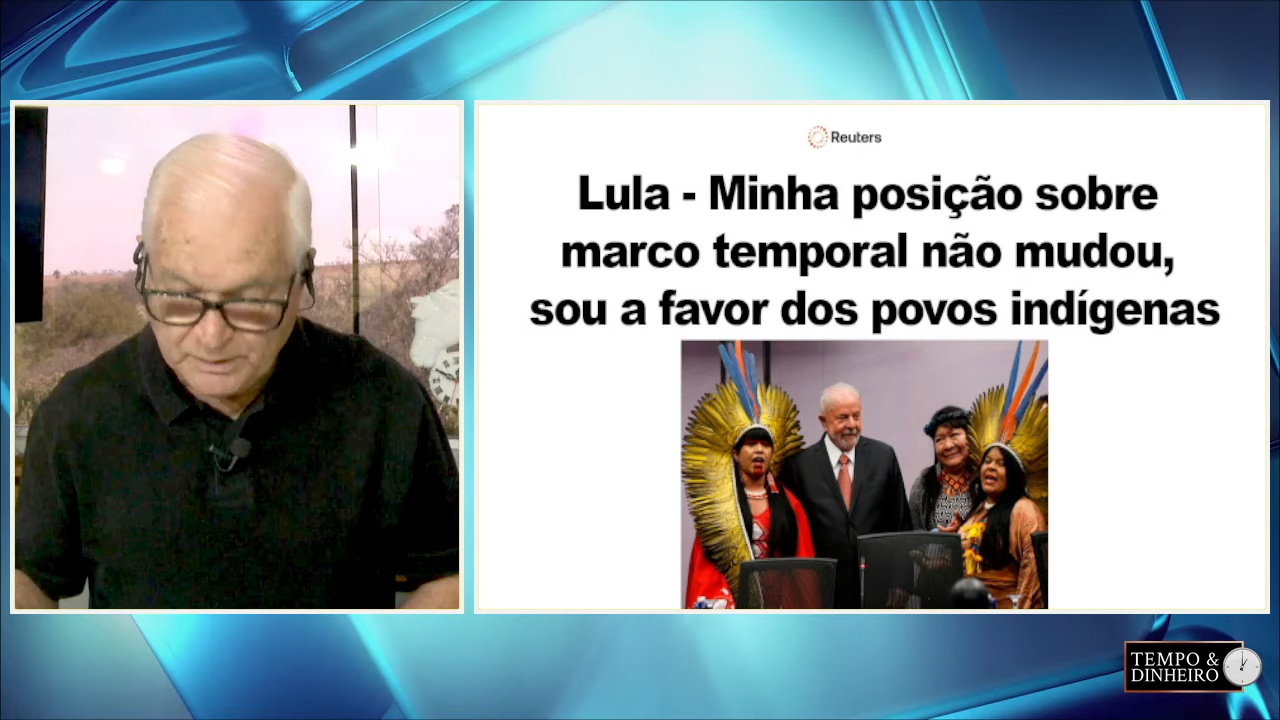 Reuters
Lula - Minha posição sobre
marco temporal não mudou,
sou a favor dos povos indígenas
TEMPO &
DINHEIRO